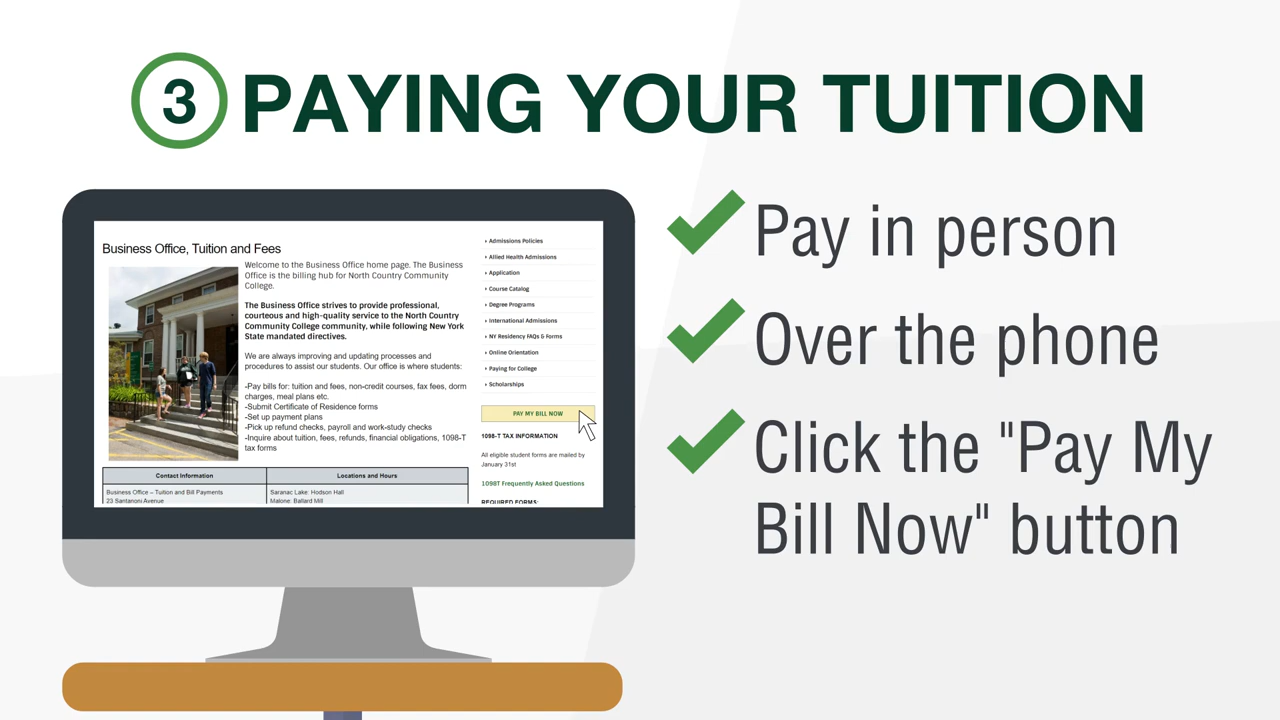 3 PAYING YOUR TUITION
Business Office, Tuition and Fees
Welcome to the Business Office home page. The Business
Office is the billing hub for North Country Community
College.
The Business Office strives to provide professional,
courteous and high-quality service to the North Country
Community College community, while following New York
State mandated directives.
We are always improving and updating processes and
procedures to assist our students. Our office is where students:
-Pay bills for: tuition and fees, non-credit courses, fax fees, dorm
charges, meal plans etc.
-Submit Certificate of Residence forms
-Set up payment plans
-Pick up refund checks, payroll and work-study checks
-Inquire about tuition, fees, refunds, financial obligations, 1098-T
tax forms
Contact Information
Locations and Hours
Business Office – Tuition and Bill Payments
23 Santanoni Avenue
Saranac Lake: Hodson Hall
Malone: Ballard Mill
Admissions Policies
Allied Health Admissions
Application
Course Catalog
Degree Programs
International Admissions
NY Residency FAQs & Forms
Online Orientation
Paying for College
Scholarships
PAY MY BILL NOW
1098-T TAX INFORMATION
All eligible student forms are mailed by
January 31st
1098T Frequently Asked Questions
REQUIRED FORMS:
Pay in person
Over the phone
Click the "Pay My
Bill Now" button